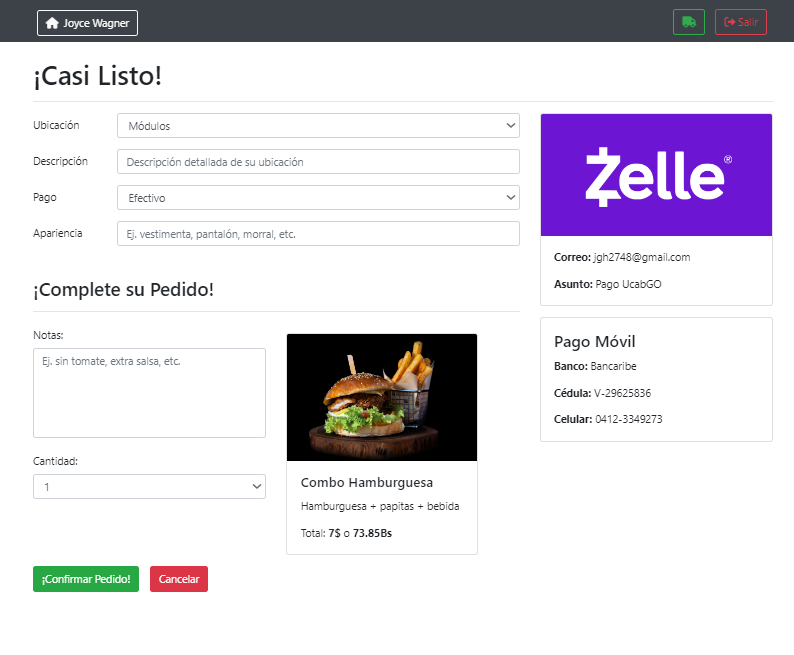 Joyce Wagner
Salir
¡Casi Listo!
Ubicación
Módulos
Descripción
Descripción detallada de su ubicación
Pago
Efectivo
Apariencia
Ej. vestimenta, pantalón, morral, etc.
Zelle®
Correo: jgh2748@gmail.com
Asunto: Pago UcabGO
Pago Móvil
Banco: Bancaribe
Cédula: V-29625836
Celular: 0412-3349273
¡Complete su Pedido!
Notas:
Ej. sin tomate, extra salsa, etc.
Cantidad:
1
Combo Hamburguesa
Hamburguesa + papitas + bebida
Total: 7$ o 73.85Bs
¡Confirmar Pedido!
Cancelar